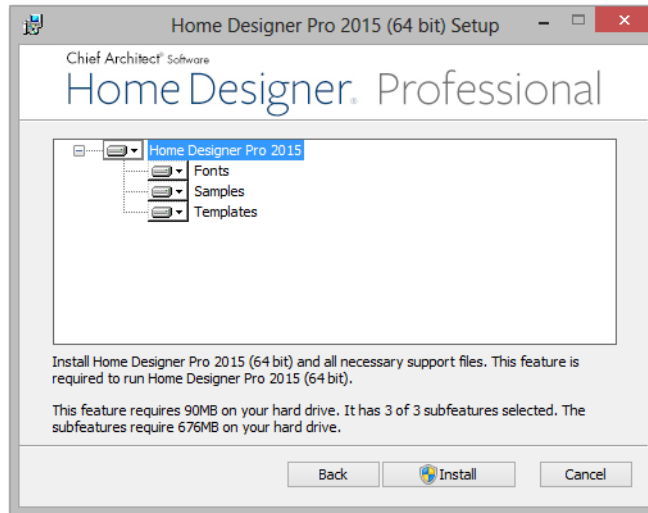 Home Designer Pro 2015 (64 bit) Setup
Chief Architect® Software
Home Designer® Professional
Home Designer Pro 2015
Fonts
Samples
Templates
Install Home Designer Pro 2015 (64 bit) and all necessary support files. This feature is
required to run Home Designer Pro 2015 (64 bit).
This feature requires 90MB on your hard drive. It has 3 of 3 subfeatures selected. The
subfeatures require 676MB on your hard drive.
Back
Install
Cancel